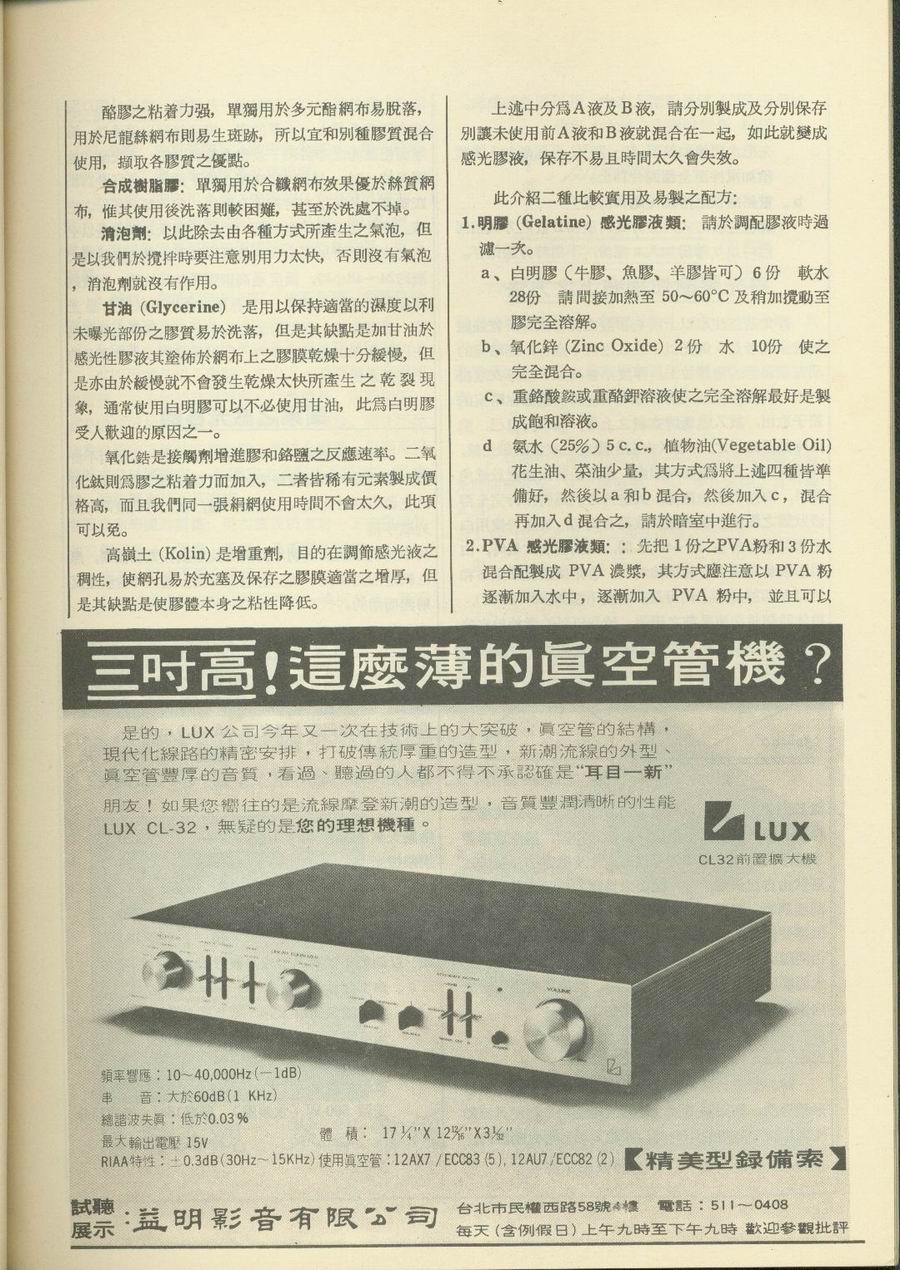 酪膠之粘着力强，單獨用於多元酯網布易脫落，
用於尼龍絲網布則易生斑跡，所以宜和別種膠質混合
使用，擷取各膠質之優點。
合成樹脂膠：單獨用於合纖網布效果優於絲質網
布，惟其使用後洗落則較困難，甚至於洗處不掉。
消泡劑：以此除去由各種方式所產生之氣泡，但
是以我們於攪拌時要注意別用力太快，否則沒有氣泡
，消泡劑就沒有作用。
甘油 (Glycerine) 是用以保持適當的濕度以利
未曝光部份之膠質易於洗落，但是其缺點是加甘油於
感光性膠液其塗佈於網布上之膠膜乾燥十分緩慢，但
是亦由於緩慢就不會發生乾燥太快所產生之乾裂現
象，通常使用白明膠可以不必使用甘油，此爲白明膠
受人歡迎的原因之一。
氧化鋯是接觸劑增進膠和鉻鹽之反應速率。二氧
化鈦則爲膠之粘着力而加入，二者皆稀有元素製成價
格高，而且我們同一張絹網使用時間不會太久，此項
可以免。
高嶺土 (Kolin) 是增重劑，目的在調節感光液之
稠性，使網孔易於充塞及保存之膠膜適當之增厚，但
是其缺點是使膠體本身之粘性降低。
上述中分爲A液及B液，請分別製成及分別保存
別讓未使用前A液和B液就混合在一起，如此就變成
感光膠液，保存不易且時間太久會失效。
此介紹二種比較實用及易製之配方：
1.明膠 (Gelatine) 感光膠液類： 請於調配膠液時過
濾一次。
a、白明膠（牛膠、魚膠、羊膠皆可）6份 軟水
28份 請間接加熱至 50～60°C 及稍加攪動至
膠完全溶解。
b、氧化鋅 (Zinc Oxide) 2份 水 10份 使之
完全混合。
c、重鉻酸銨或重酪鉀溶液使之完全溶解最好是製
成飽和溶液。
d 氨水（25%）5 c. c.，植物油(Vegetable Oil)
花生油、菜油少量，其方式爲將上述四種皆準
備好，然後以a和b混合，然後加入c，混合
再加入d混合之，請於暗室中進行。
2.PVA 感光膠液類：：先把1份之PVA粉和3份水
混合配製成 PVA 濃漿，其方式應注意以 PVA 粉
逐漸加入水中，逐漸加入 PVA 粉中，並且可以
三吋高！這麼薄的眞空管機？
是的，LUX 公司今年又一次在技術上的大突破，眞空管的結構，
現代化線路的精密安排，打破傳統厚重的造型，新潮流線的外型、
眞空管豐厚的音質，看過、聽過的人都不得不承認確是“耳目一新”
朋友！如果您嚮往的是流線摩登新潮的造型，音質豐潤清晰的性能
LUX CL-32，無疑的是您的理想機種。
LUX
CL32前置擴大機
VOLUME
頻率響應：10～40,000Hz(－1dB)
串 音：大於60dB(1 KHz)
總諧波失眞：低於0.03%
最大輸出電壓 15V
體 積： 17¼"X 12 "X3 "
RIAA特性：±0.3dB(30Hz～15KHz)使用眞空管：12AX7／ECC83(5), 12AU7／ECC82(2)
【精美型錄備索】
試聽
展示：益明影音有限公司
台北市民權西路58號4樓 電話：511～0408
每天(含例假日)上午九時至下午九時 歡迎參觀批評